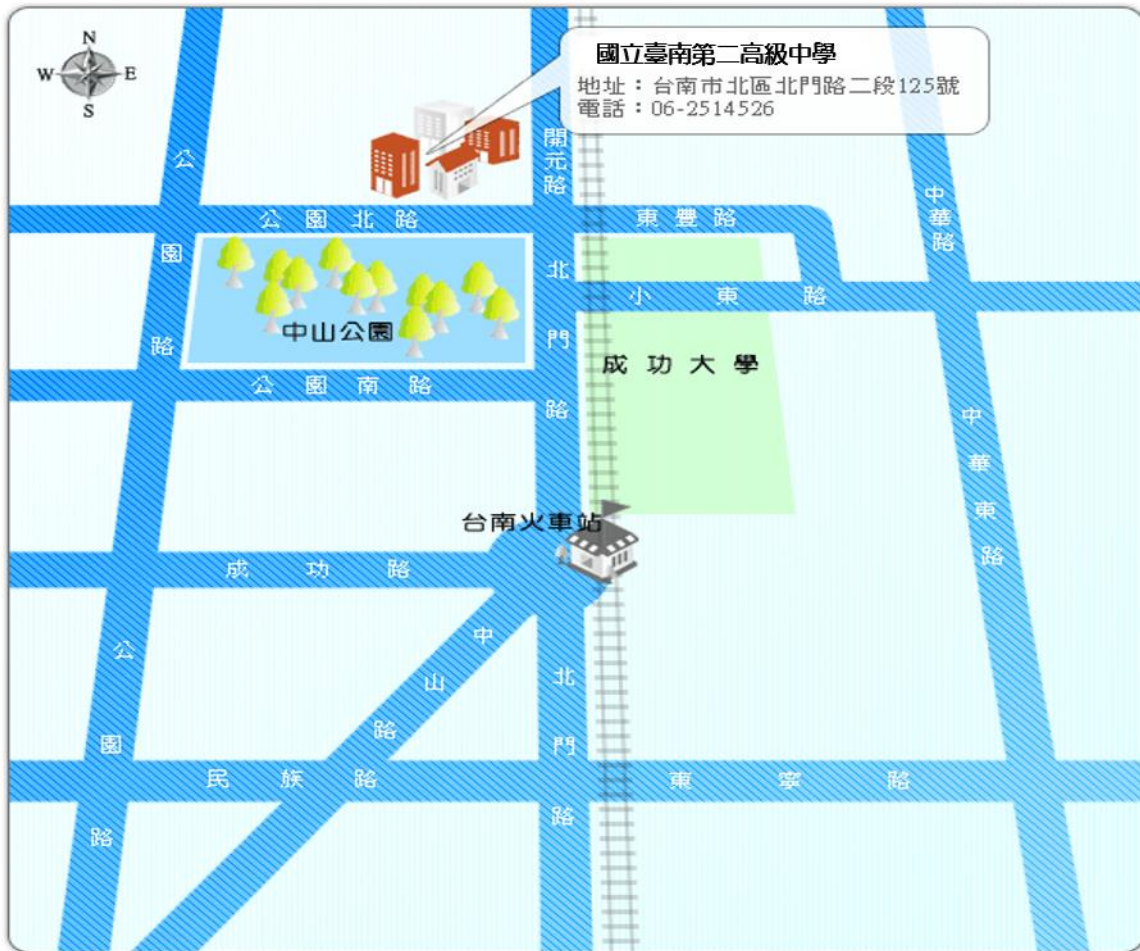 N
W E
S
國立臺南第二高級中學
地址：台南市北區北門路二段125號
電話：06-2514526
公園路
開元路
中華路
公園北路
東豐路
北門路
小東路
中山公園
成功大學
公園南路
中華東路
台南火車站
成功路
公園路
中山路
北門路
民族路
東寧路